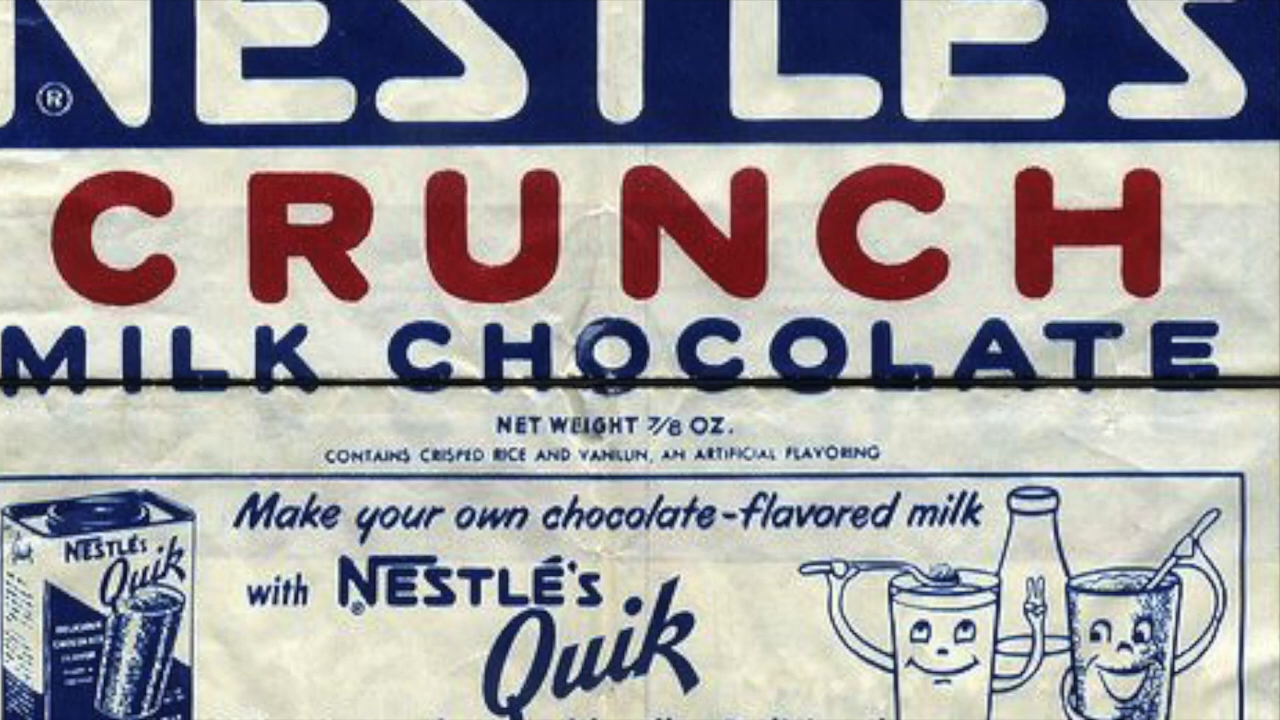 NESTLES
®
CRUNCH
MILK CHOCOLATE
NET WEIGHT 7/8 OZ.
CONTAINS CRISPED RICE AND VANILLIN, AN ARTIFICIAL FLAVORING
Make your own chocolate-flavored milk
with NESTLÉ'S
Quik
NESTLÉ'S
Quik